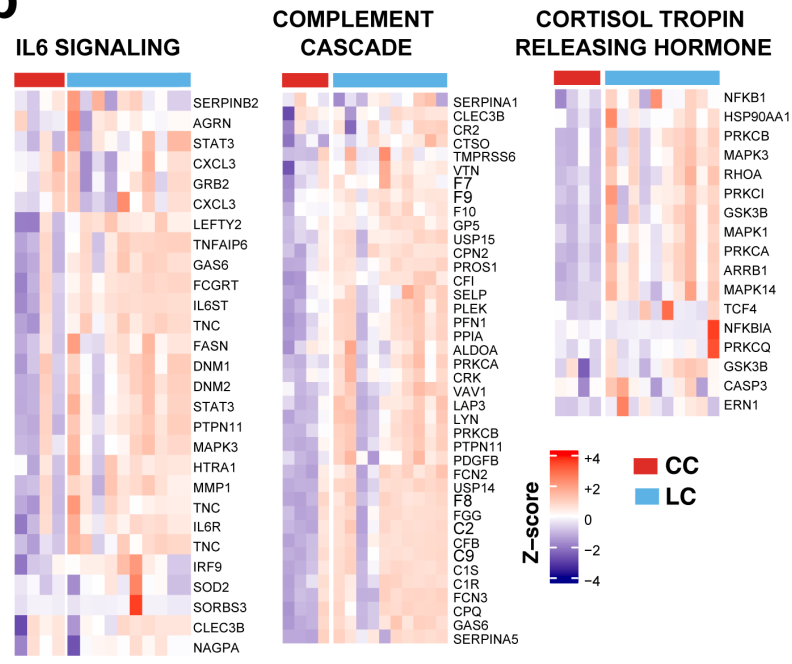 IL6 SIGNALING
SERPINB2
AGRN
STAT3
CXCL3
GRB2
CXCL3
LEFTY2
TNFAIP6
GAS6
FCGRT
IL6ST
TNC
FASN
DNM1
DNM2
STAT3
PTPN11
MAPK3
HTRA1
MMP1
TNC
IL6R
TNC
IRF9
SOD2
SORBS3
CLEC3B
NAGPA
COMPLEMENT
CASCADE
SERPINA1
CLEC3B
CR2
CTSO
TMPRSS6
VTN
F7
F9
F10
GP5
USP15
CPN2
PROS1
CFI
SELP
PLEK
PFN1
PPIA
ALDOA
PRKCA
CRK
VAV1
LAP3
LYN
PRKCB
PTPN11
PDGFB
FCN2
USP14
F8
FGG
C2
CFB
C9
C1S
C1R
FCN3
CPQ
GAS6
SERPINA5
CORTISOL TROPIN
RELEASING HORMONE
NFKB1
HSP90AA1
PRKCB
MAPK3
RHOA
PRKCI
GSK3B
MAPK1
PRKCA
ARRB1
MAPK14
TCF4
NFKBIA
PRKCQ
GSK3B
CASP3
ERN1
Z-score
+4
+2
0
−2
−4
CC
LC